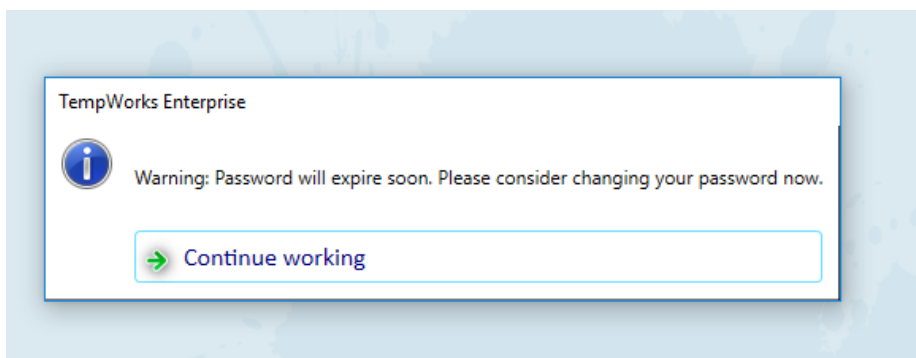 TempWorks Enterprise
Warning: Password will expire soon. Please consider changing your password now.
Continue working